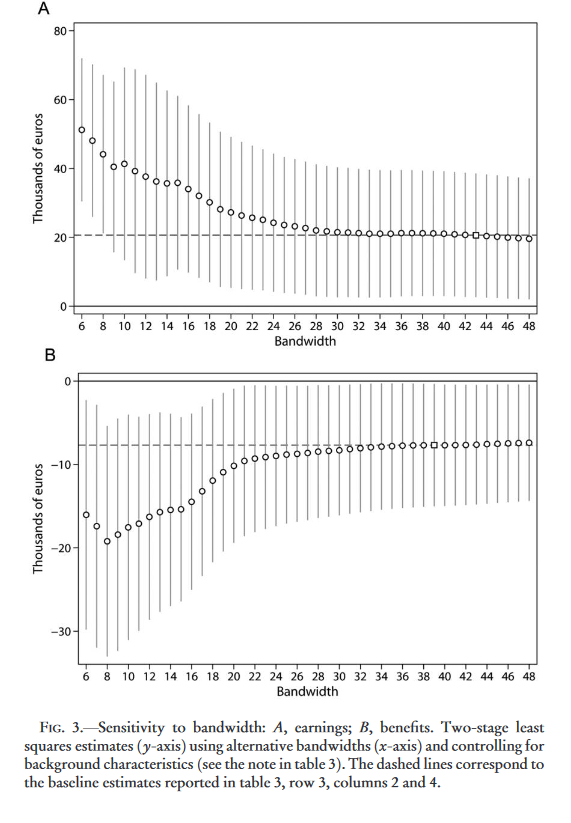 A
80
60
40
20
0
Thousands of euros
6 8 10 12 14 16 18 20 22 24 26 28 30 32 34 36 38 40 42 44 46 48
Bandwidth
B
0
−10
−20
−30
Thousands of euros
6 8 10 12 14 16 18 20 22 24 26 28 30 32 34 36 38 40 42 44 46 48
Bandwidth
FIG. 3.—Sensitivity to bandwidth: A, earnings; B, benefits. Two-stage least
squares estimates (y-axis) using alternative bandwidths (x-axis) and controlling for
background characteristics (see the note in table 3). The dashed lines correspond to
the baseline estimates reported in table 3, row 3, columns 2 and 4.